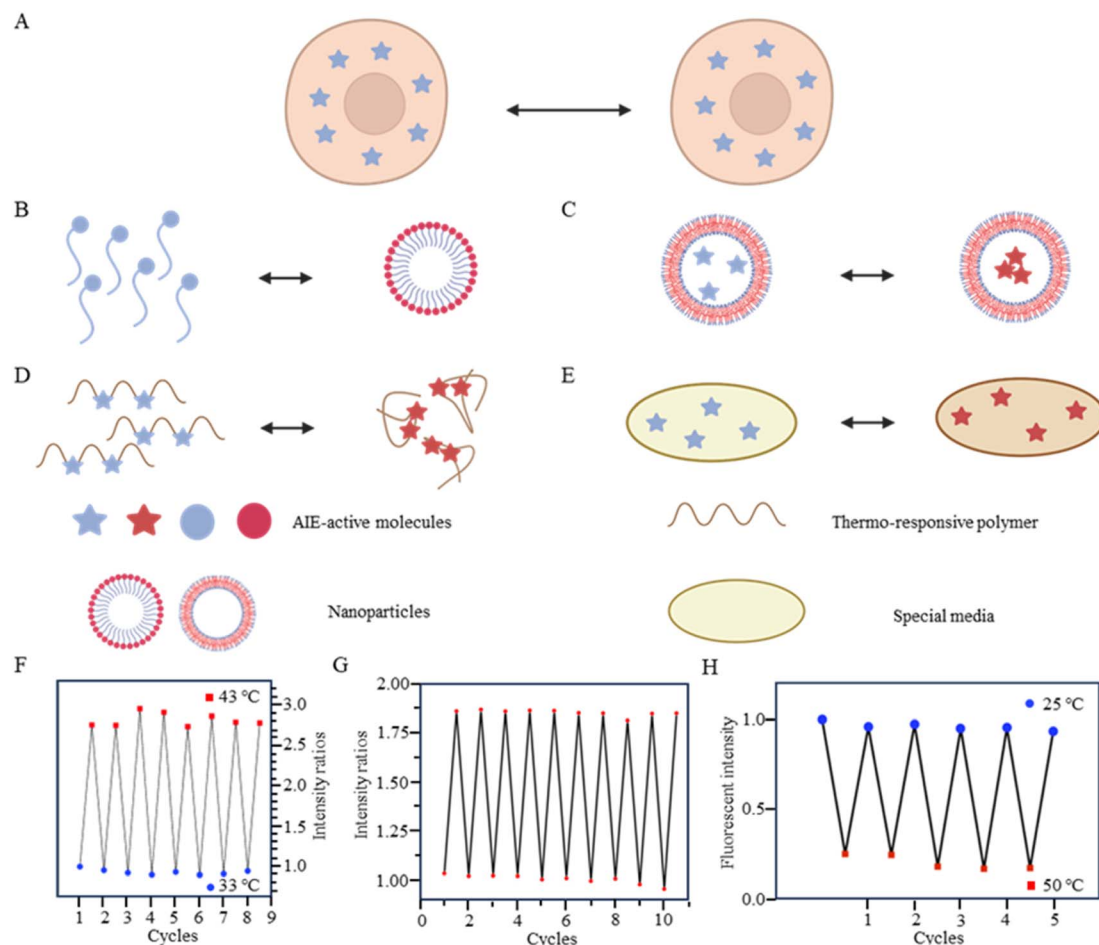 A
B
C
D
E
AIE-active molecules
Thermo-responsive polymer
Nanoparticles
Special media
F
43 °C
33 °C
3.0
2.5
2.0
1.5
1.0
Intensity ratios
1 2 3 4 5 6 7 8 9
Cycles
G
2.00
1.75
1.50
1.25
1.00
Intensity ratios
0 2 4 6 8 10
Cycles
H
25 °C
50 °C
1.0
0.5
0.0
Fluorescent intensity
1 2 3 4 5
Cycles